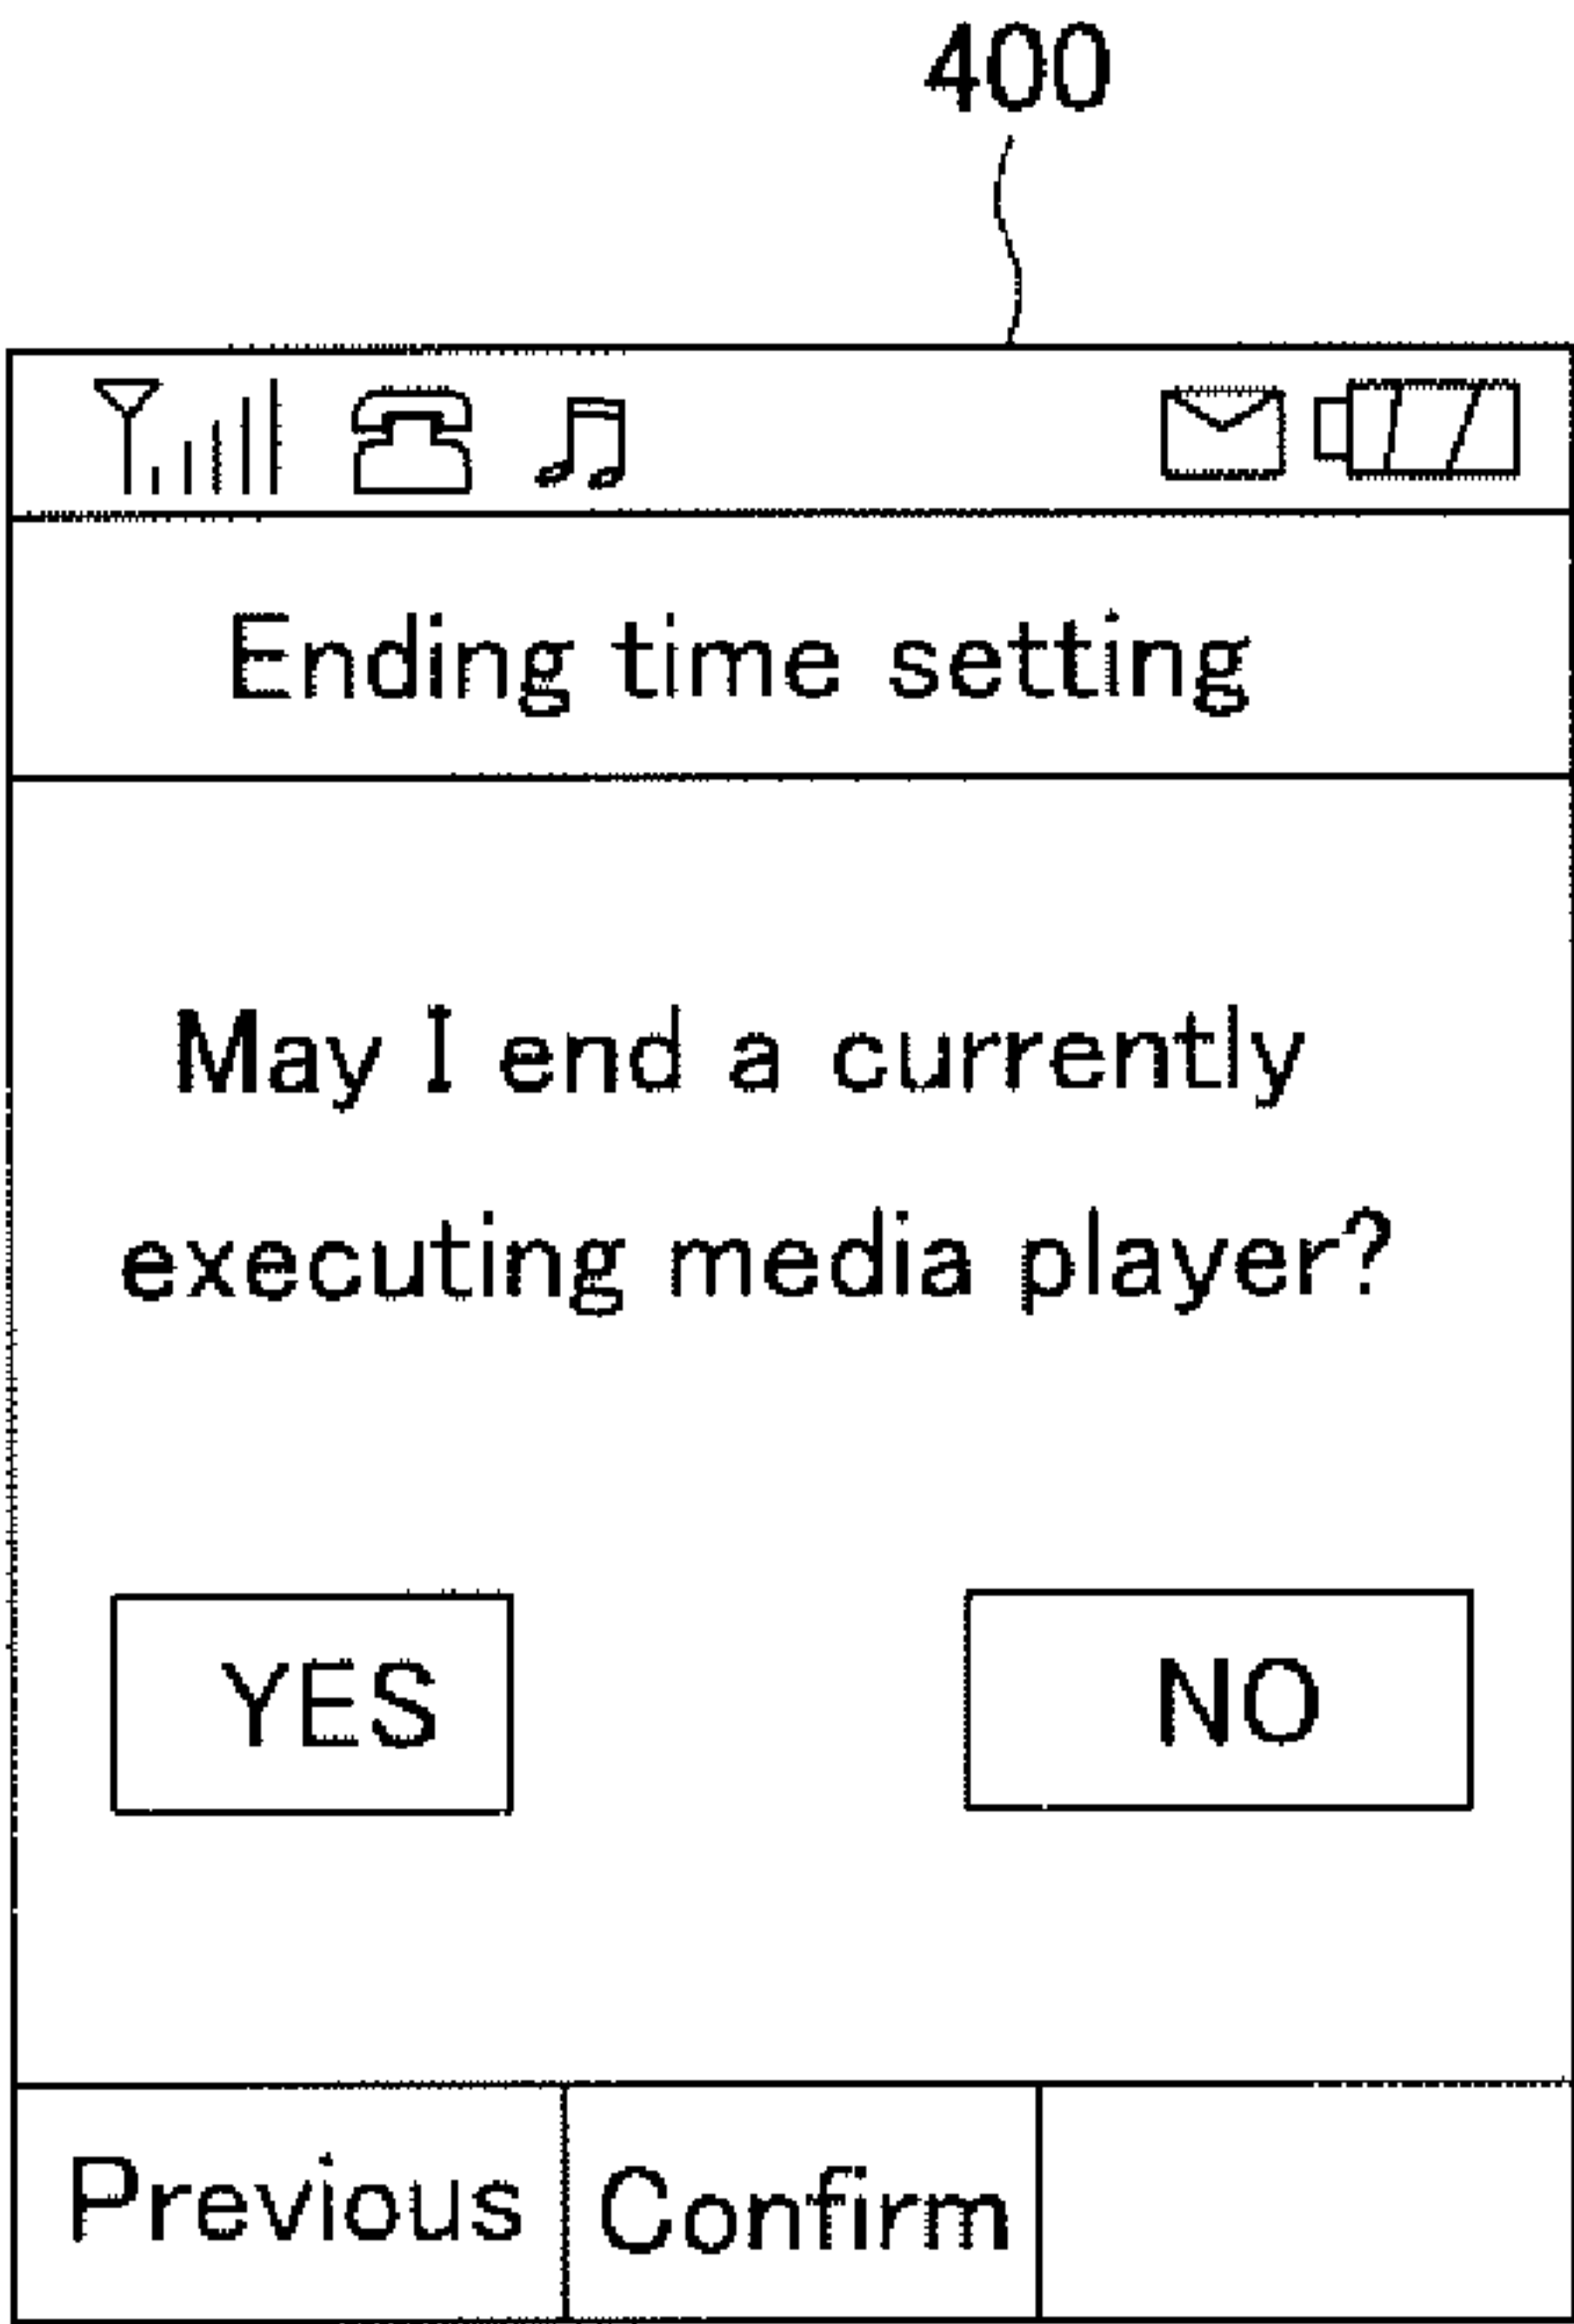 400
Ending time setting
May I end a currently
executing media player?
YES NO
Previous Confirm